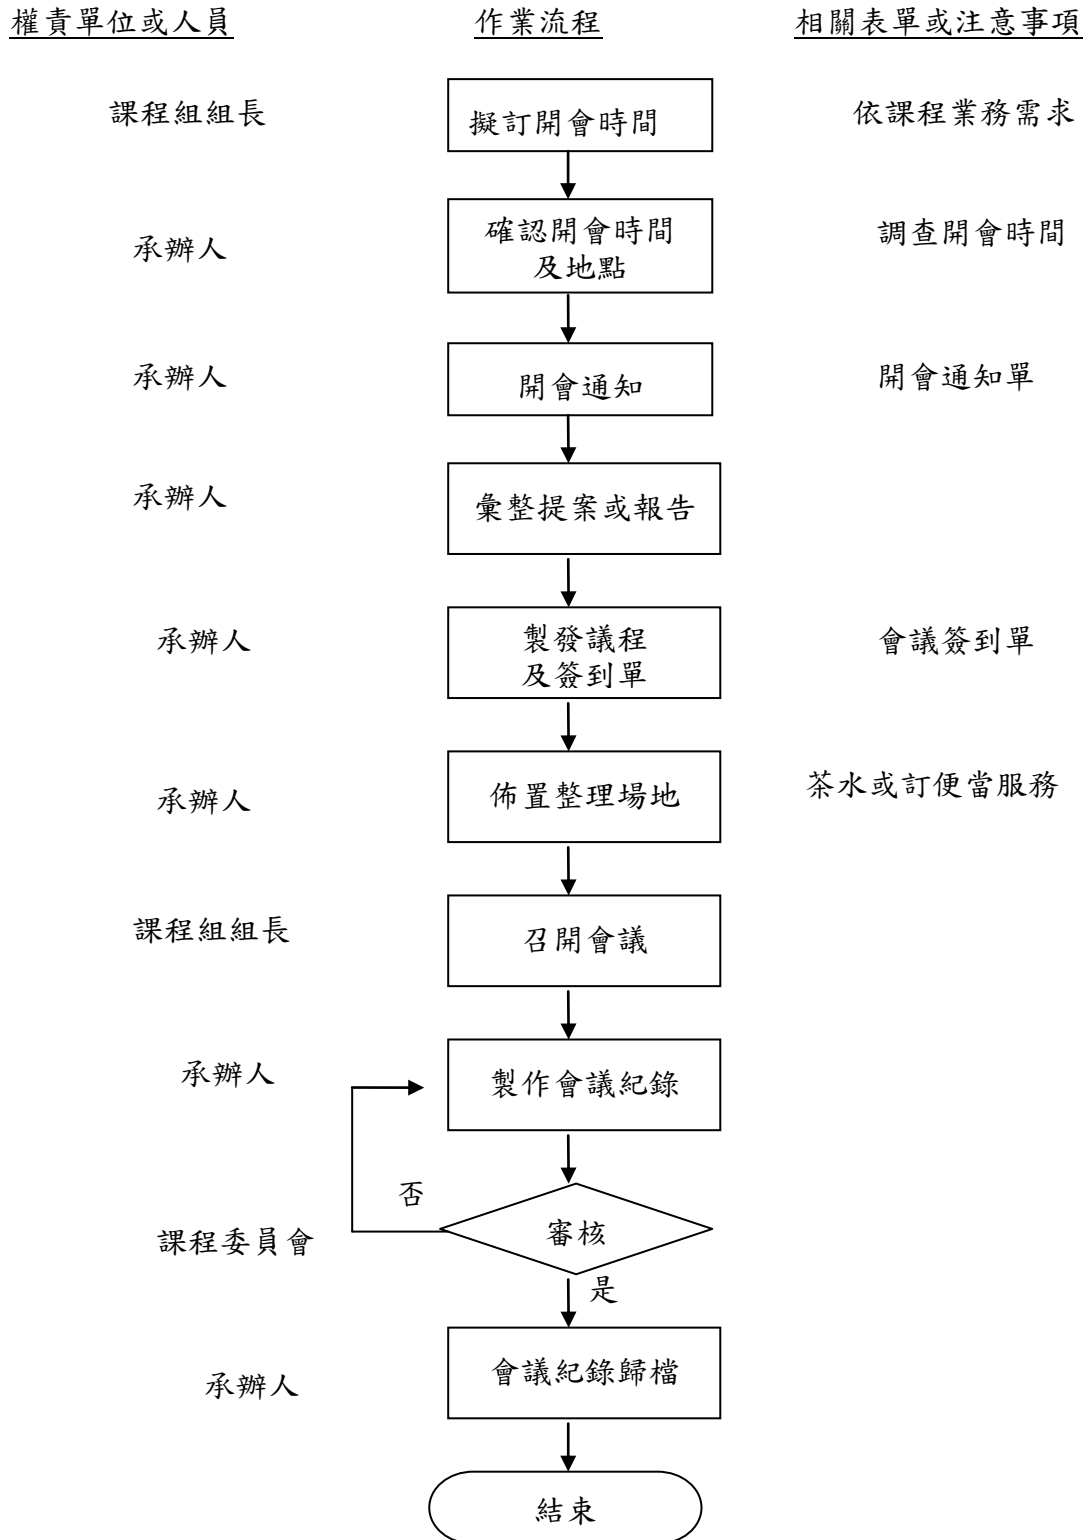 權責單位或人員 作業流程 相關表單或注意事項
課程組組長 擬訂開會時間 依課程業務需求
承辦人 確認開會時間 調查開會時間
及地點
承辦人 開會通知 開會通知單
承辦人 彙整提案或報告
承辦人 製發議程 會議簽到單
及簽到單
承辦人 佈置整理場地 茶水或訂便當服務
課程組組長 召開會議
承辦人 製作會議紀錄
否
課程委員會 審核
是
承辦人 會議紀錄歸檔
結束